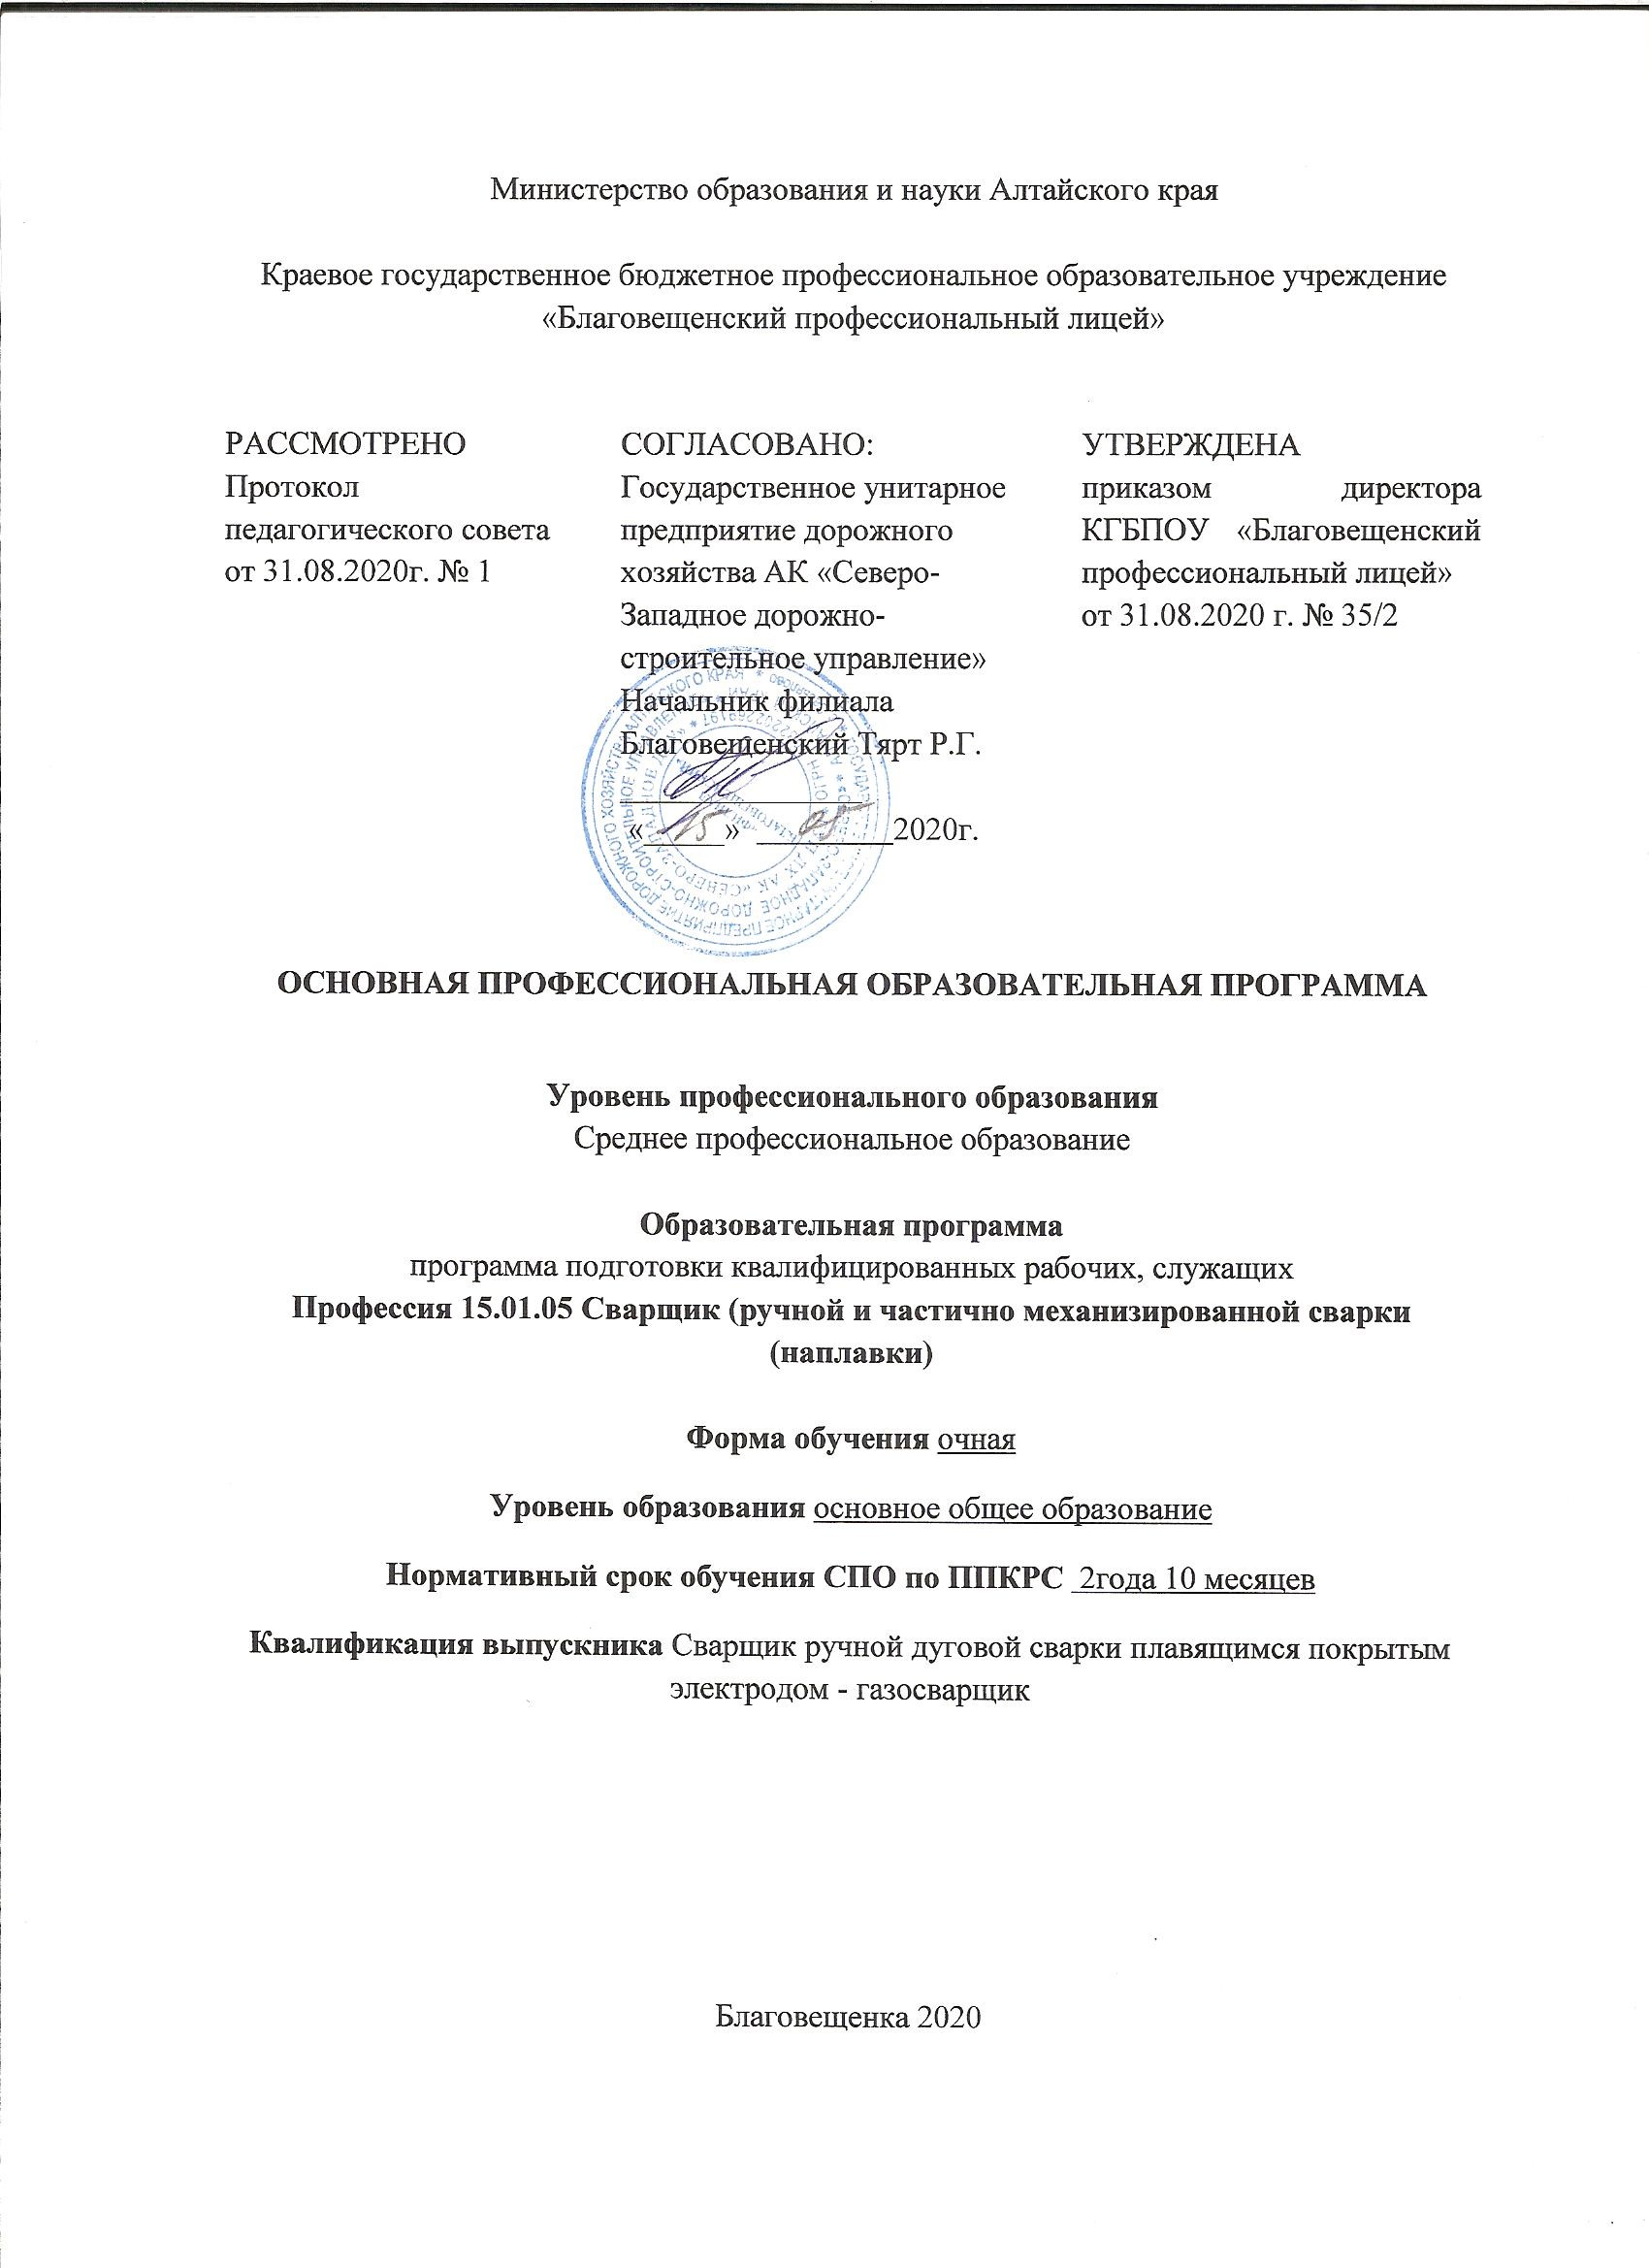 Министерство образования и науки Алтайского края
Краевое государственное бюджетное профессиональное образовательное учреждение
«Благовещенский профессиональный лицей»
РАССМОТРЕНО
Протокол
педагогического совета
от 31.08.2020г. № 1
СОГЛАСОВАНО:
Государственное унитарное
предприятие дорожного
хозяйства АК «Северо-
Западное дорожно-
строительное управление»
Начальник филиала
Благовещенский Тярт Р.Г.
« 15 » 05 2020г.
УТВЕРЖДЕНА
приказом директора
КГБПОУ «Благовещенский
профессиональный лицей»
от 31.08.2020 г. № 35/2
ОСНОВНАЯ ПРОФЕССИОНАЛЬНАЯ ОБРАЗОВАТЕЛЬНАЯ ПРОГРАММА
Уровень профессионального образования
Среднее профессиональное образование
Образовательная программа
программа подготовки квалифицированных рабочих, служащих
Профессия 15.01.05 Сварщик (ручной и частично механизированной сварки
(наплавки)
Форма обучения очная
Уровень образования основное общее образование
Нормативный срок обучения СПО по ППКРС 2года 10 месяцев
Квалификация выпускника Сварщик ручной дуговой сварки плавящимся покрытым
электродом - газосварщик
Благовещенка 2020